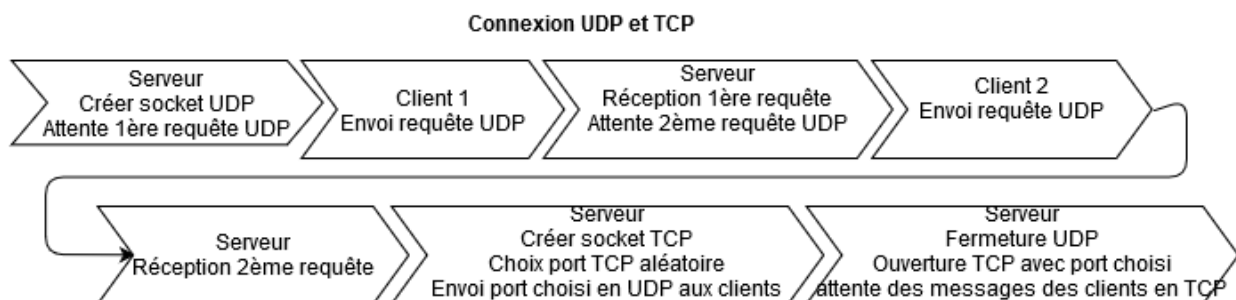 Connexion UDP et TCP
Serveur
Créer socket UDP
Attente 1ère requête UDP
Client 1
Envoi requête UDP
Serveur
Réception 1ère requête
Attente 2ème requête UDP
Client 2
Envoi requête UDP
Serveur
Réception 2ème requête
Serveur
Créer socket TCP
Choix port TCP aléatoire
Envoi port choisi en UDP aux clients
Serveur
Fermeture UDP
Ouverture TCP avec port choisi
attente des messages des clients en TCP